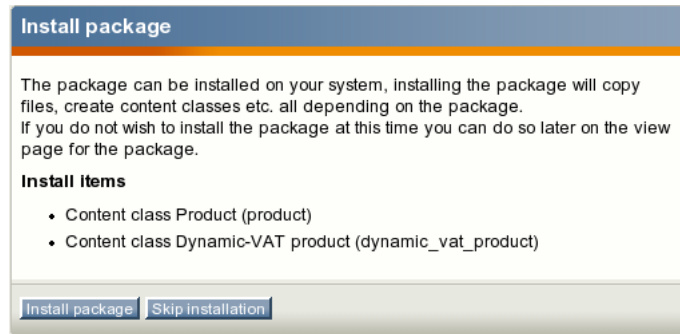 Install package
The package can be installed on your system, installing the package will copy
files, create content classes etc. all depending on the package.
If you do not wish to install the package at this time you can do so later on the view
page for the package.
Install items
• Content class Product (product)
• Content class Dynamic-VAT product (dynamic_vat_product)
Install package Skip installation